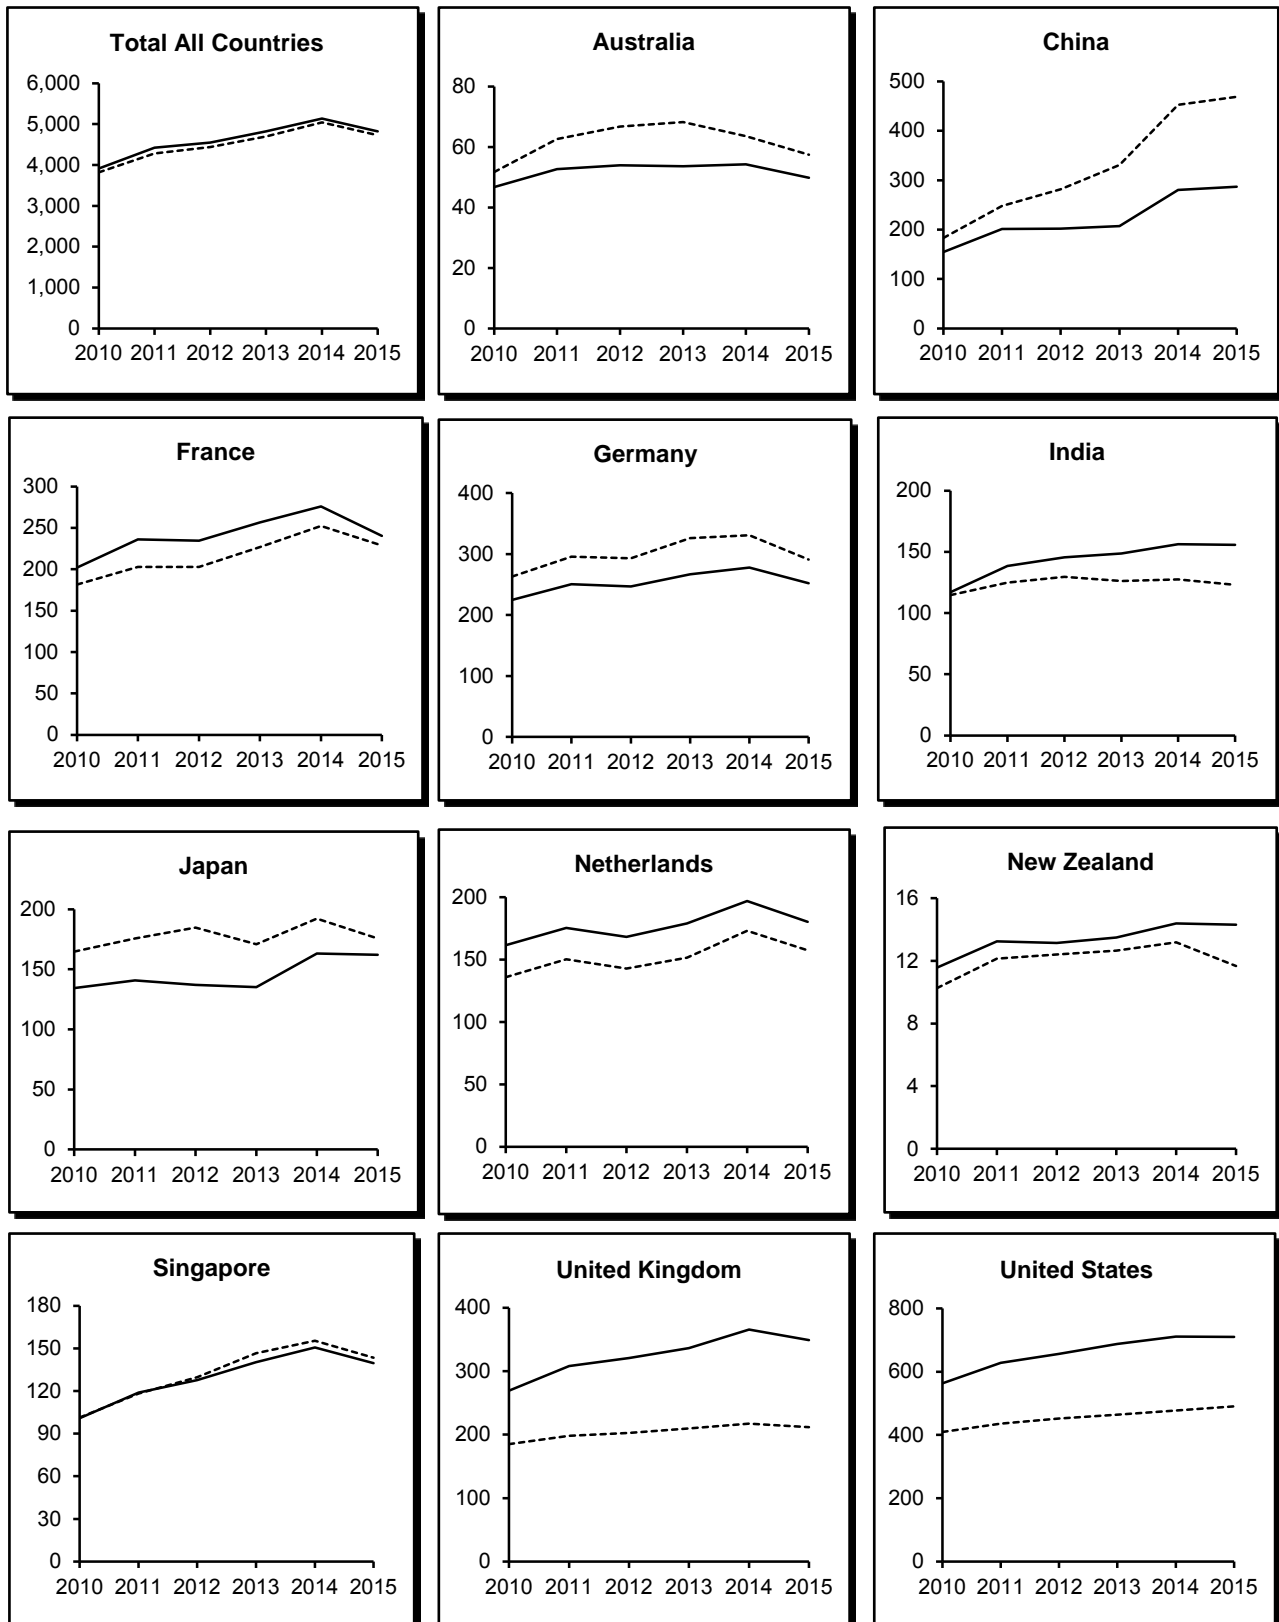 Total All Countries
6,000
5,000
4,000
3,000
2,000
1,000
0
2010 2011 2012 2013 2014 2015
Australia
80
60
40
20
0
2010 2011 2012 2013 2014 2015
China
500
400
300
200
100
0
2010 2011 2012 2013 2014 2015
France
300
250
200
150
100
50
0
2010 2011 2012 2013 2014 2015
Germany
400
300
200
100
0
2010 2011 2012 2013 2014 2015
India
200
150
100
50
0
2010 2011 2012 2013 2014 2015
Japan
200
150
100
50
0
2010 2011 2012 2013 2014 2015
Netherlands
200
150
100
50
0
2010 2011 2012 2013 2014 2015
New Zealand
16
12
8
4
0
2010 2011 2012 2013 2014 2015
Singapore
180
150
120
90
60
30
0
2010 2011 2012 2013 2014 2015
United Kingdom
400
300
200
100
0
2010 2011 2012 2013 2014 2015
United States
800
600
400
200
0
2010 2011 2012 2013 2014 2015